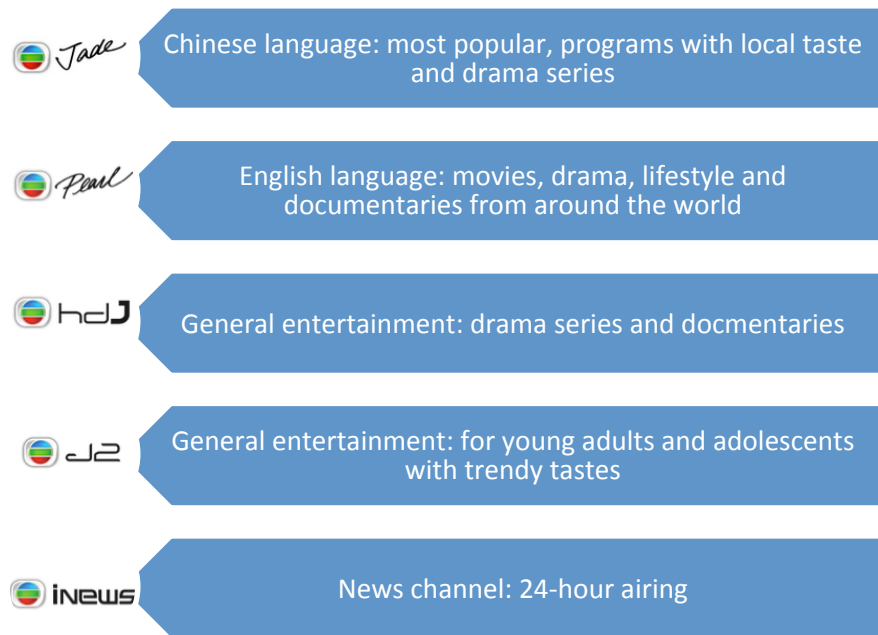 Jade
Chinese language: most popular, programs with local taste
and drama series
Pearl
English language: movies, drama, lifestyle and
documentaries from around the world
hdJ
General entertainment: drama series and docmentaries
J2
General entertainment: for young adults and adolescents
with trendy tastes
inews
News channel: 24-hour airing